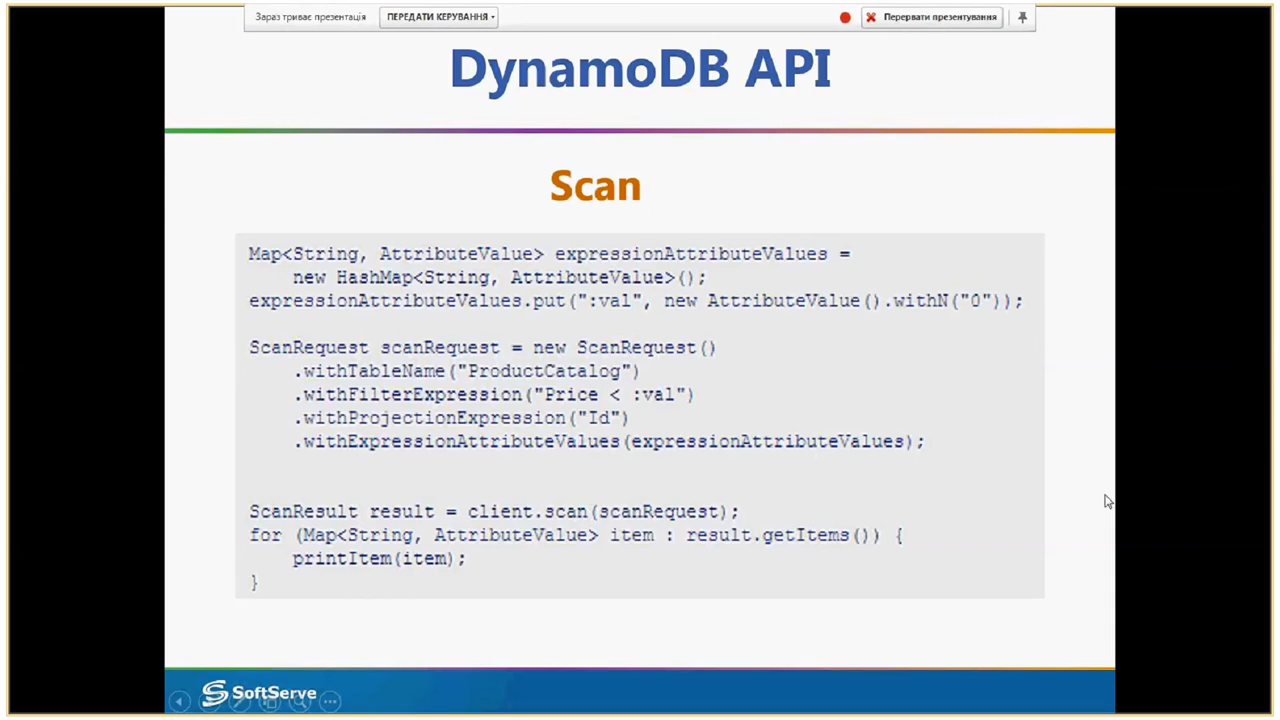 Зараз триває презентація ПЕРЕДАТИ КЕРУВАННЯ Перервати презентування
DynamoDB API
Scan
Map<String, AttributeValue> expressionAttributeValues =
new HashMap<String, AttributeValue>();
expressionAttributeValues.put(":val", new AttributeValue().withN("0"));
ScanRequest scanRequest = new ScanRequest()
.withTableName("ProductCatalog")
.withFilterExpression("Price < :val")
.withProjectionExpression("Id")
.withExpressionAttributeValues(expressionAttributeValues);
ScanResult result = client.scan(scanRequest);
for (Map<String, AttributeValue> item : result.getItems()) {
printItem(item);
}
SoftServe